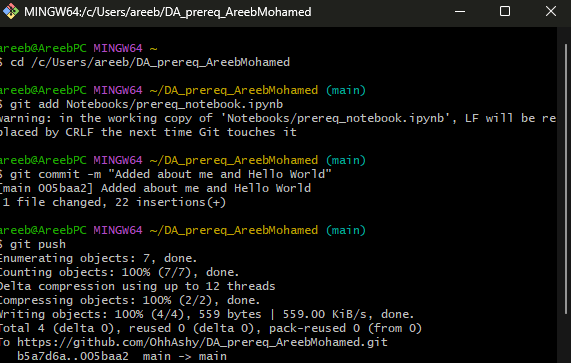 MINGW64:/c/Users/areeb/DA_prereq_AreebMohamed
areeb@AreebPC MINGW64 ~
$ cd /c/Users/areeb/DA_prereq_AreebMohamed
areeb@AreebPC MINGW64 ~/DA_prereq_AreebMohamed (main)
$ git add Notebooks/prereq_notebook.ipynb
warning: in the working copy of 'Notebooks/prereq_notebook.ipynb', LF will be re
placed by CRLF the next time Git touches it
areeb@AreebPC MINGW64 ~/DA_prereq_AreebMohamed (main)
$ git commit -m "Added about me and Hello World"
[main 005baa2] Added about me and Hello World
1 file changed, 22 insertions(+)
areeb@AreebPC MINGW64 ~/DA_prereq_AreebMohamed (main)
$ git push
Enumerating objects: 7, done.
Counting objects: 100% (7/7), done.
Delta compression using up to 12 threads
Compressing objects: 100% (2/2), done.
Writing objects: 100% (4/4), 559 bytes | 559.00 KiB/s, done.
Total 4 (delta 0), reused 0 (delta 0), pack-reused 0 (from 0)
To https://github.com/OhhAshy/DA_prereq_AreebMohamed.git
b5a7d6a..005baa2 main -> main